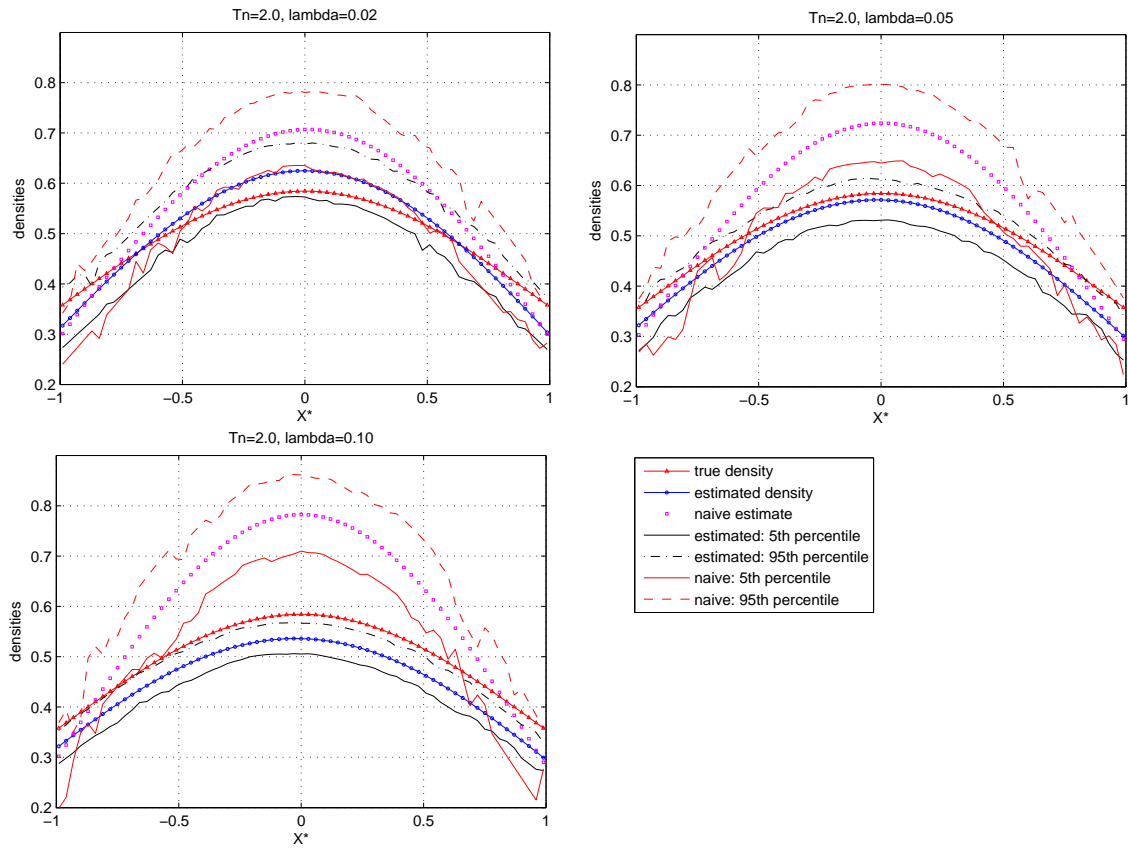 Tn=2.0, lambda=0.02
0.8
0.7
0.6
0.5
0.4
0.3
0.2
densities
−1
−0.5
0
0.5
1
X*
Tn=2.0, lambda=0.05
0.8
0.7
0.6
0.5
0.4
0.3
0.2
densities
−1
−0.5
0
0.5
1
X*
Tn=2.0, lambda=0.10
0.8
0.7
0.6
0.5
0.4
0.3
0.2
densities
−1
−0.5
0
0.5
1
X*
true density
estimated density
naive estimate
estimated: 5th percentile
estimated: 95th percentile
naive: 5th percentile
naive: 95th percentile